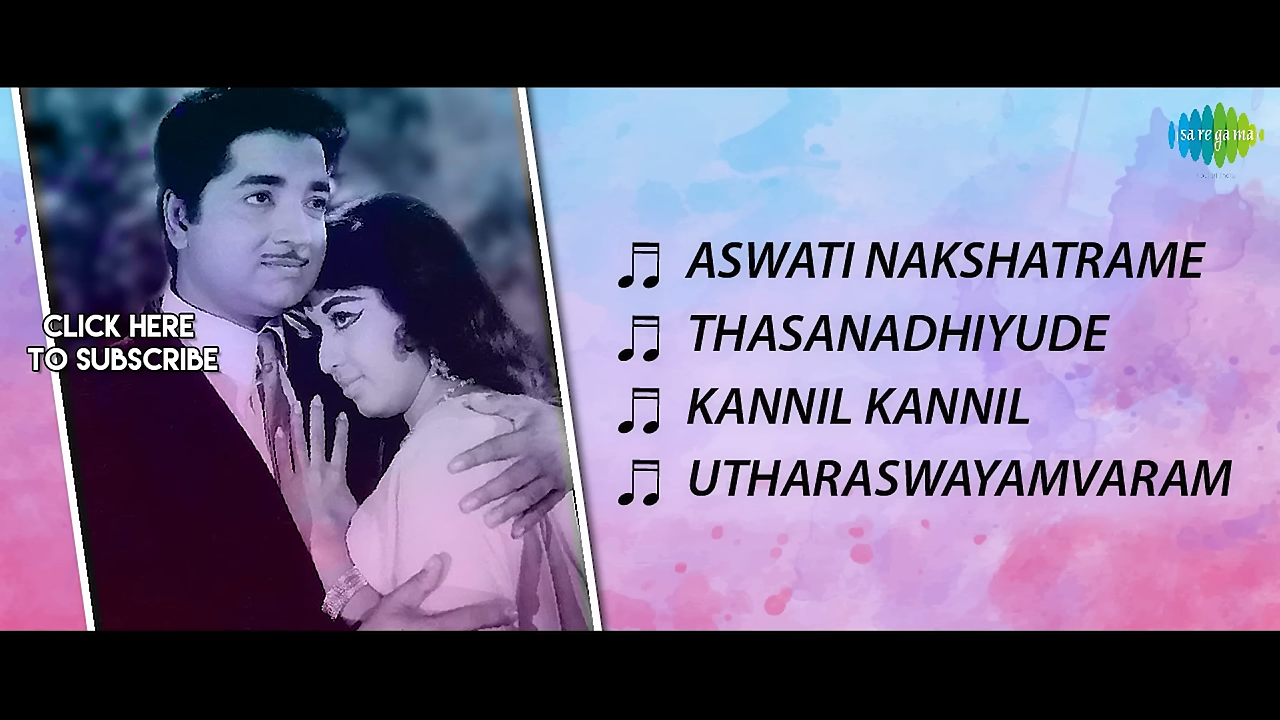 sa re ga ma
CLICK HERE
TO SUBSCRIBE
ASWATI NAKSHATRAME
THASANADHIYUDE
KANNIL KANNIL
UTHARASWAYAMVARAM